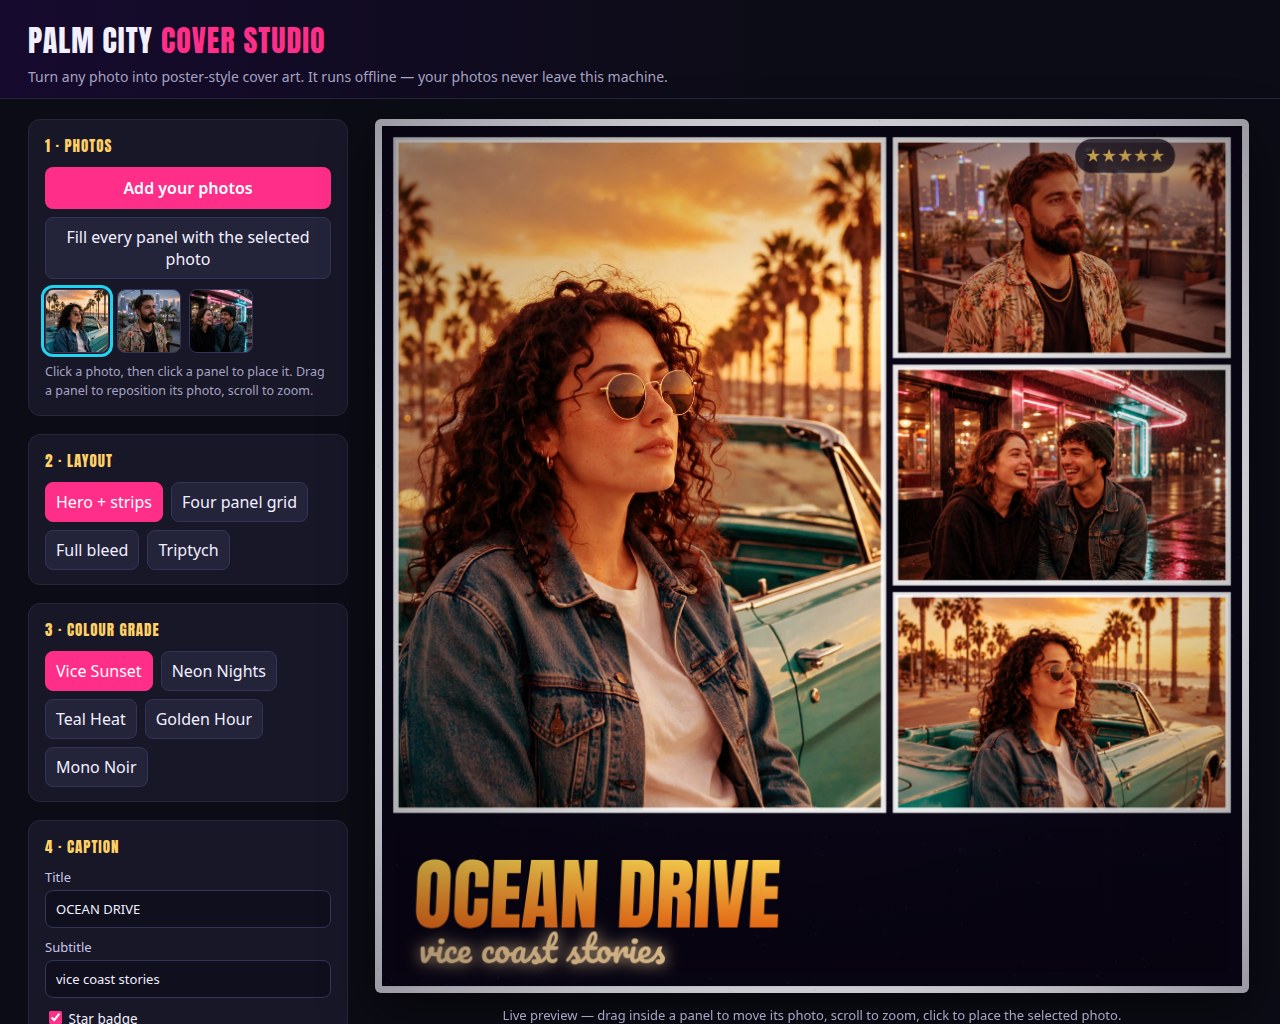 PALM CITY COVER STUDIO
Turn any photo into poster-style cover art. It runs offline — your photos never leave this machine.
1 · PHOTOS
Add your photos
Fill every panel with the selected
photo
Click a photo, then click a panel to place it. Drag
a panel to reposition its photo, scroll to zoom.
2 · LAYOUT
Hero + strips
Four panel grid
Full bleed
Triptych
3 · COLOUR GRADE
Vice Sunset
Neon Nights
Teal Heat
Golden Hour
Mono Noir
4 · CAPTION
Title
OCEAN DRIVE
Subtitle
vice coast stories
Star badge
★★★★★
OCEAN DRIVE
vice coast stories
Live preview — drag inside a panel to move its photo, scroll to zoom, click to place the selected photo.